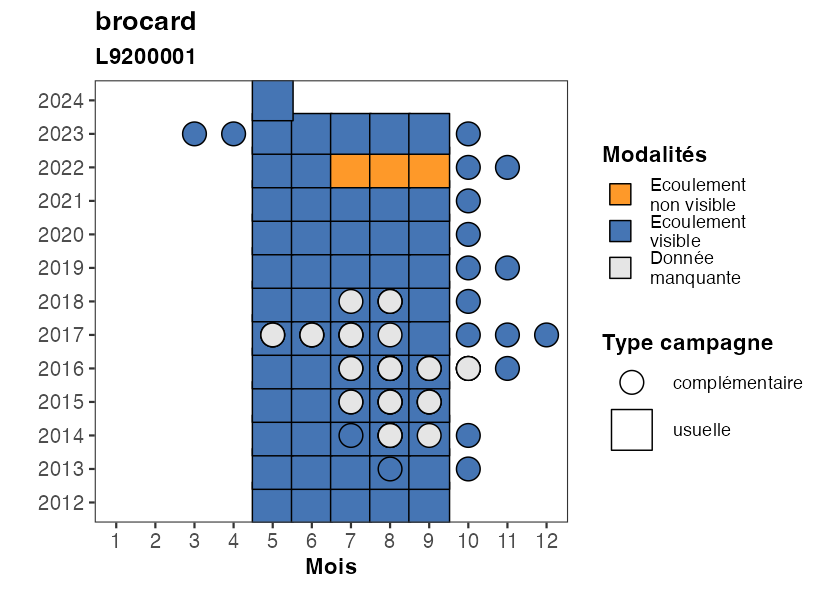 brocard
L9200001
2024
2023
2022
2021
2020
2019
2018
2017
2016
2015
2014
2013
2012
1 2 3 4 5 6 7 8 9 10 11 12
Mois
Modalités
Ecoulement
non visible
Ecoulement
visible
Donnée
manquante
Type campagne
complémentaire
usuelle